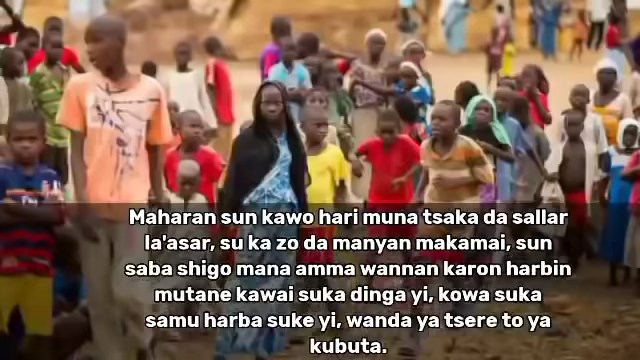 Maharan sun kawo hari muna tsaka da sallar
la'asar, su ka zo da manyan makamai, sun
saba shigo mana amma wannan karon harbin
mutane kawai suka dinga yi, kowa suka
samu harba suke yi, wanda ya tsere to ya
kubuta.